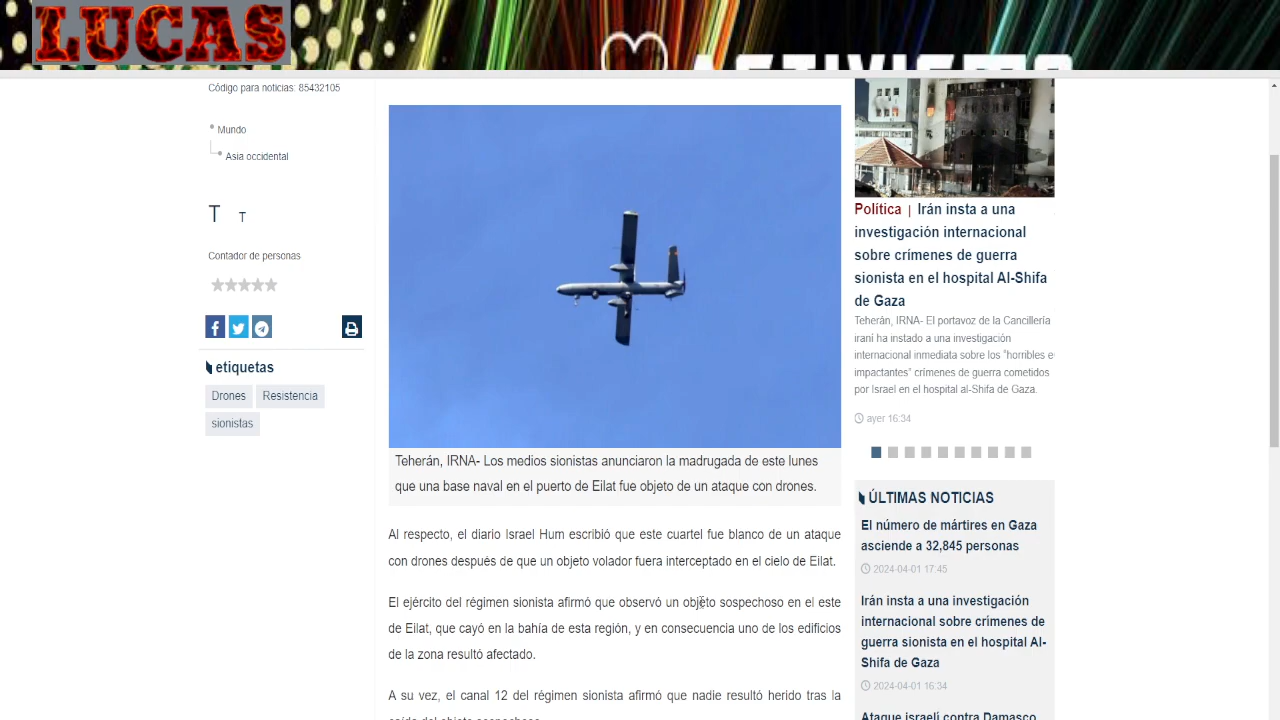 LUCAS
ACTIVISMO
Código para noticias: 85432105
Mundo
Asia occidental
T T
Contador de personas
etiquetas
Drones Resistencia
sionistas
Teherán, IRNA- Los medios sionistas anunciaron la madrugada de este lunes
que una base naval en el puerto de Eilat fue objeto de un ataque con drones.
Al respecto, el diario Israel Hum escribió que este cuartel fue blanco de un ataque
con drones después de que un objeto volador fuera interceptado en el cielo de Eilat.
El ejército del régimen sionista afirmó que observó un objeto sospechoso en el este
de Eilat, que cayó en la bahía de esta región, y en consecuencia uno de los edificios
de la zona resultó afectado.
A su vez, el canal 12 del régimen sionista afirmó que nadie resultó herido tras la
caída del objeto sospechoso.
Política | Irán insta a una
investigación internacional
sobre crímenes de guerra
sionista en el hospital Al-Shifa
de Gaza
Teherán, IRNA- El portavoz de la Cancillería
iraní ha instado a una investigación
internacional inmediata sobre los "horribles e
impactantes" crímenes de guerra cometidos
por Israel en el hospital al-Shifa de Gaza.
ayer 16:34
ÚLTIMAS NOTICIAS
El número de mártires en Gaza
asciende a 32,845 personas
2024-04-01 17:45
Irán insta a una investigación
internacional sobre crímenes de
guerra sionista en el hospital Al-
Shifa de Gaza
2024-04-01 16:34
Ataque israelí contra Damasco